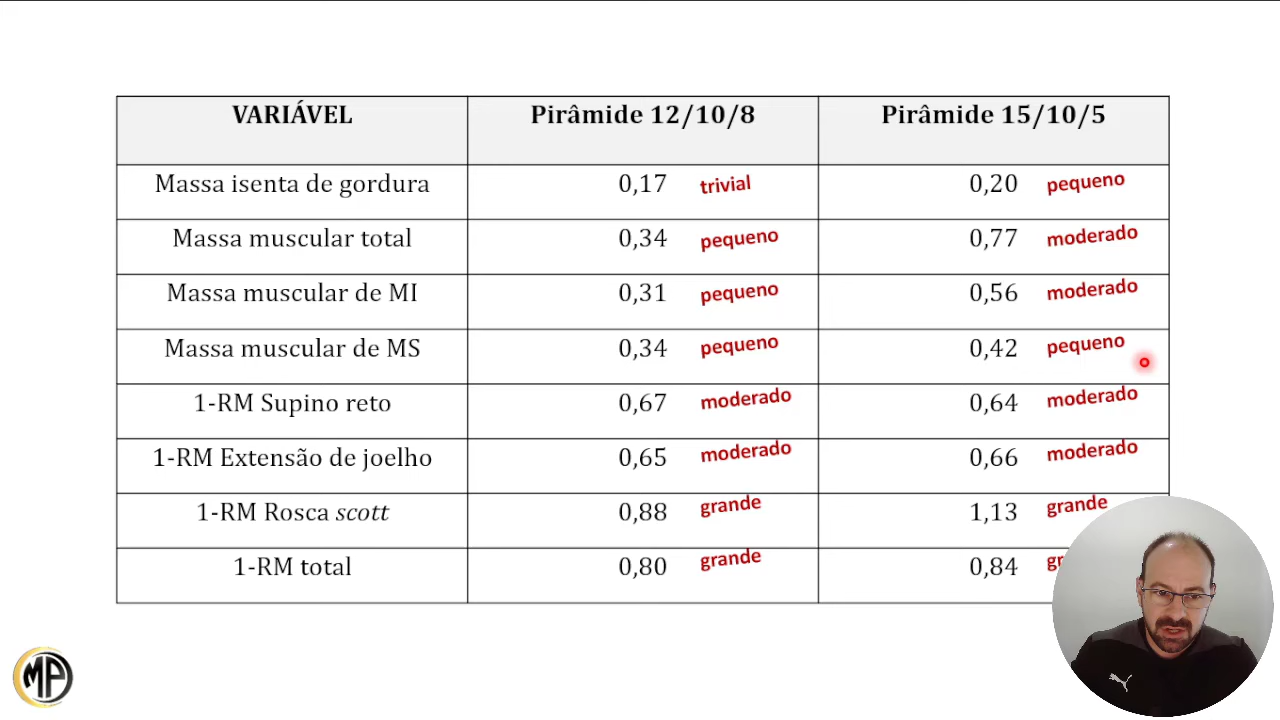 VARIÁVEL Pirâmide 12/10/8 Pirâmide 15/10/5
Massa isenta de gordura 0,17 trivial 0,20 pequeno
Massa muscular total 0,34 pequeno 0,77 moderado
Massa muscular de MI 0,31 pequeno 0,56 moderado
Massa muscular de MS 0,34 pequeno 0,42 pequeno
1-RM Supino reto 0,67 moderado 0,64 moderado
1-RM Extensão de joelho 0,65 moderado 0,66 moderado
1-RM Rosca scott 0,88 grande 1,13 grande
1-RM total 0,80 grande 0,84
MP